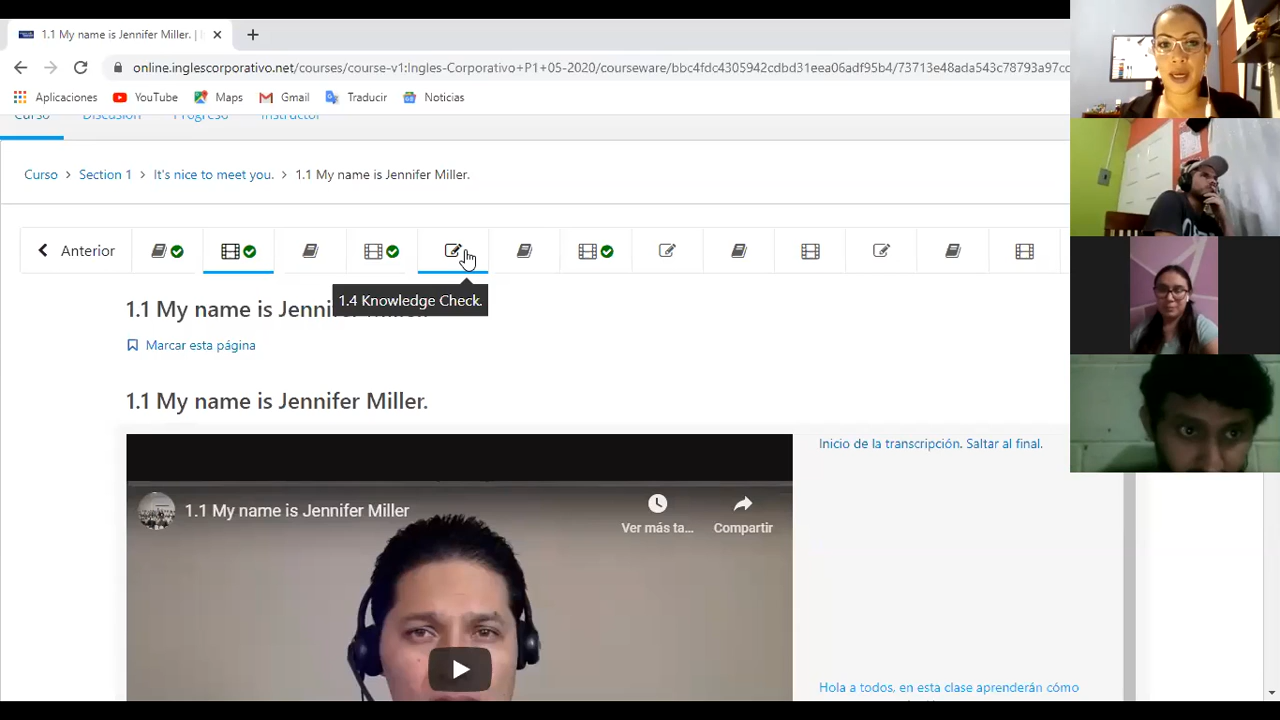 1.1 My name is Jennifer Miller. | I
online.inglescorporativo.net/courses/course-v1:Ingles_Corporativo+P1+05-2020/courseware/bbc4fdc4305942cdbd31eea06adf95b4/73713e48ada543c78793a97cc
Aplicaciones YouTube Maps Gmail Traducir Noticias
Curso Discusión Progreso Instructor
Curso > Section 1 > It's nice to meet you. > 1.1 My name is Jennifer Miller.
Anterior
1.4 Knowledge Check.
1.1 My name is Jennifer Miller.
Marcar esta página
1.1 My name is Jennifer Miller.
Inicio de la transcripción. Saltar al final.
1.1 My name is Jennifer Miller
Ver más ta... Compartir
Hola a todos, en esta clase aprenderán cómo